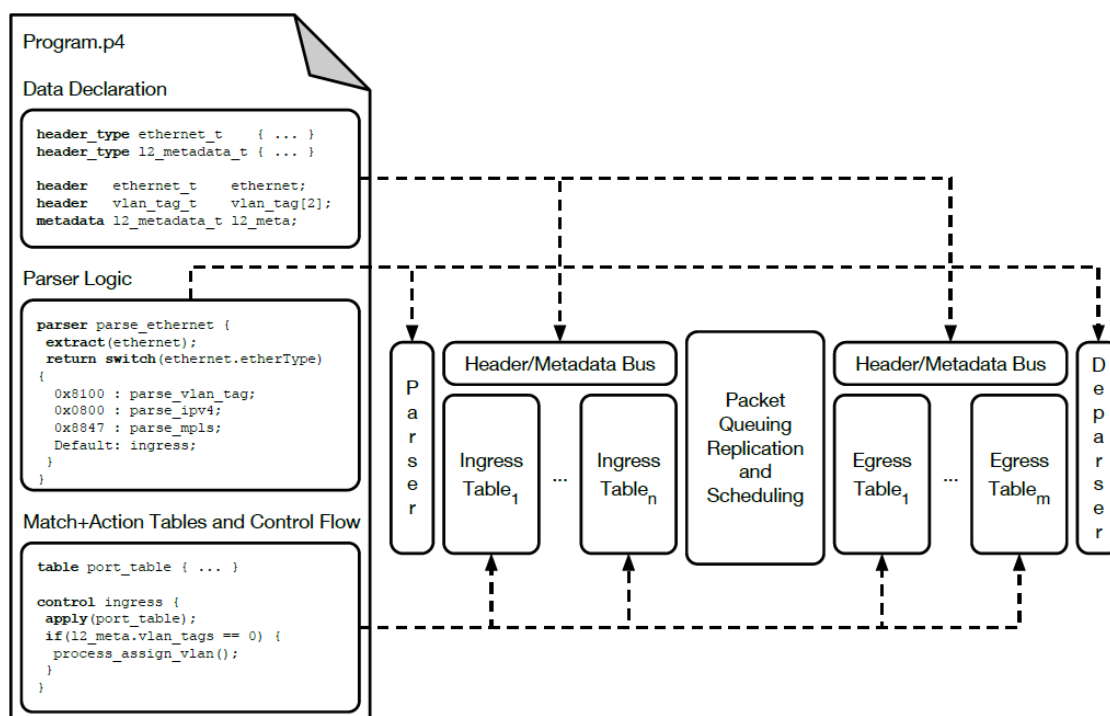 Program.p4
Data Declaration
header_type ethernet_t    { ... }
header_type l2_metadata_t { ... }
header   ethernet_t    ethernet;
header   vlan_tag_t    vlan_tag[2];
metadata l2_metadata_t l2_meta;
Parser Logic
parser parse_ethernet {
 extract(ethernet);
 return switch(ethernet.etherType)
{
  0x8100 : parse_vlan_tag;
  0x0800 : parse_ipv4;
  0x8847 : parse_mpls;
  Default: ingress;
 }
}
Match+Action Tables and Control Flow
table port_table { ... }
control ingress {
 apply(port_table);
 if(l2_meta.vlan_tags == 0) {
  process_assign_vlan();
 }
}
Parser
Header/Metadata Bus
Ingress
Table1
...
Ingress
Tablen
Packet
Queuing
Replication
and
Scheduling
Header/Metadata Bus
Egress
Table1
...
Egress
Tablem
Deparser